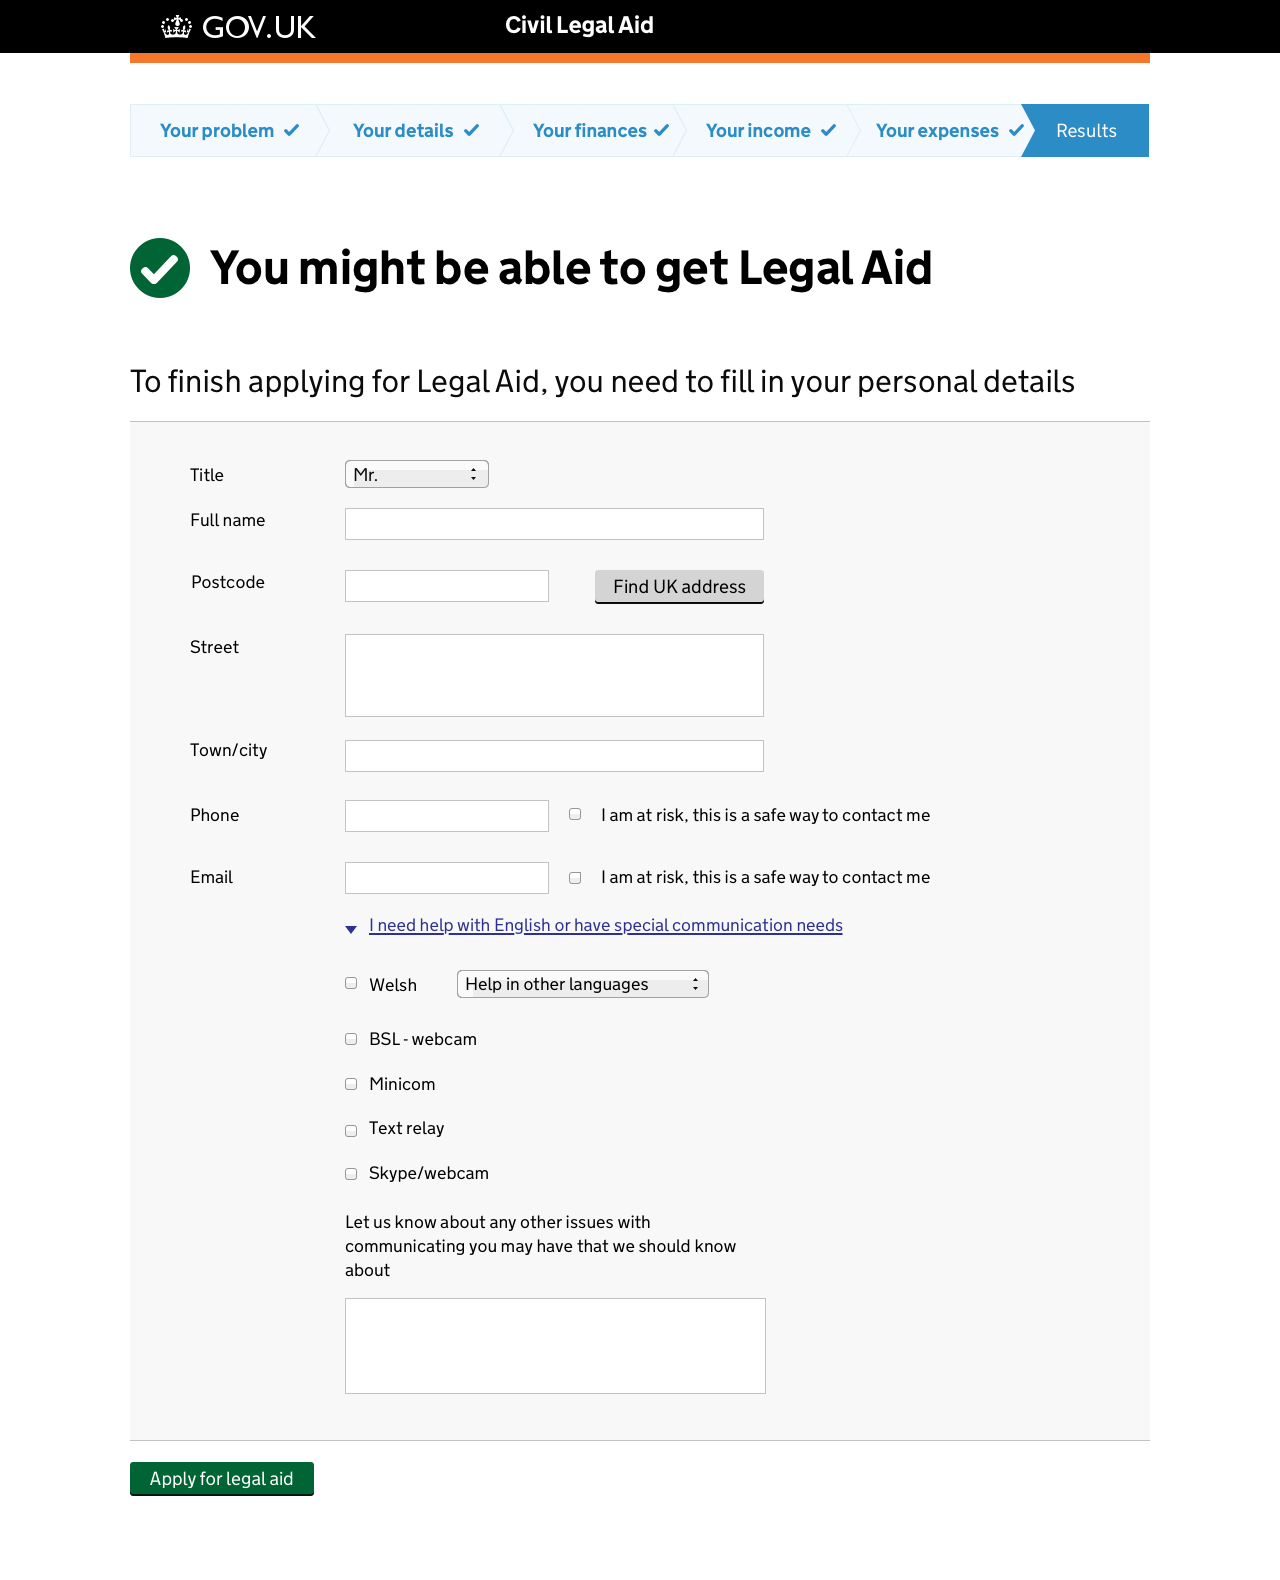 GOV.UK
Civil Legal Aid
Your problem
Your details
Your finances
Your income
Your expenses
Results
You might be able to get Legal Aid
To finish applying for Legal Aid, you need to fill in your personal details
Title
Mr.
Full name
Postcode
Find UK address
Street
Town/city
Phone
I am at risk, this is a safe way to contact me
Email
I am at risk, this is a safe way to contact me
I need help with English or have special communication needs
Welsh
Help in other languages
BSL - webcam
Minicom
Text relay
Skype/webcam
Let us know about any other issues with
communicating you may have that we should know
about
Apply for legal aid